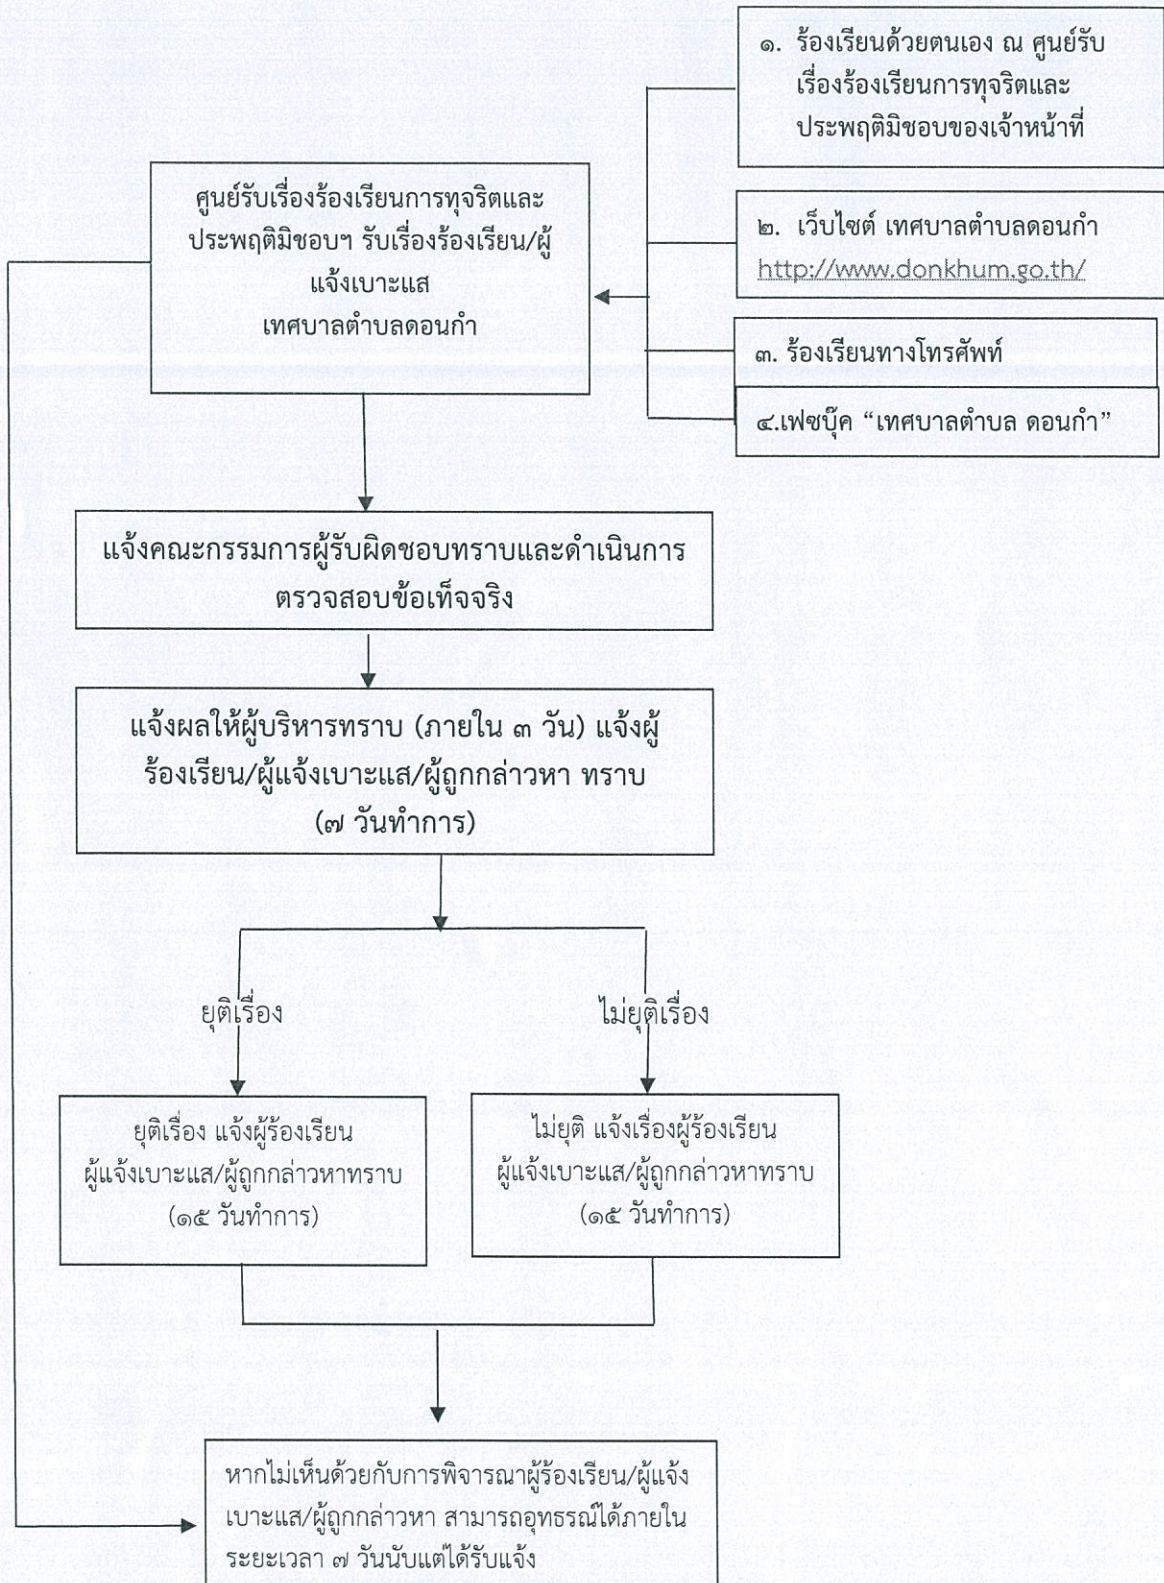 ๑. ร้องเรียนด้วยตนเอง ณ ศูนย์รับ
เรื่องร้องเรียนการทุจริตและ
ประพฤติมิชอบของเจ้าหน้าที่
ศูนย์รับเรื่องร้องเรียนการทุจริตและ
ประพฤติมิชอบฯ รับเรื่องร้องเรียน/ผู้
แจ้งเบาะแส
เทศบาลตำบลดอนกำ
๒. เว็บไซต์ เทศบาลตำบลดอนกำ
http://www.donkhum.go.th/
๓. ร้องเรียนทางโทรศัพท์
๔.เฟซบุ๊ค “เทศบาลตำบล ดอนกำ”
แจ้งคณะกรรมการผู้รับผิดชอบทราบและดำเนินการ
ตรวจสอบข้อเท็จจริง
แจ้งผลให้ผู้บริหารทราบ (ภายใน ๓ วัน) แจ้งผู้
ร้องเรียน/ผู้แจ้งเบาะแส/ผู้ถูกกล่าวหา ทราบ
(๗ วันทำการ)
ยุติเรื่อง
ไม่ยุติเรื่อง
ยุติเรื่อง แจ้งผู้ร้องเรียน
ผู้แจ้งเบาะแส/ผู้ถูกกล่าวหาทราบ
(๑๕ วันทำการ)
ไม่ยุติ แจ้งเรื่องผู้ร้องเรียน
ผู้แจ้งเบาะแส/ผู้ถูกกล่าวหาทราบ
(๑๕ วันทำการ)
หากไม่เห็นด้วยกับการพิจารณาผู้ร้องเรียน/ผู้แจ้ง
เบาะแส/ผู้ถูกกล่าวหา สามารถอุทธรณ์ได้ภายใน
ระยะเวลา ๗ วันนับแต่ได้รับแจ้ง